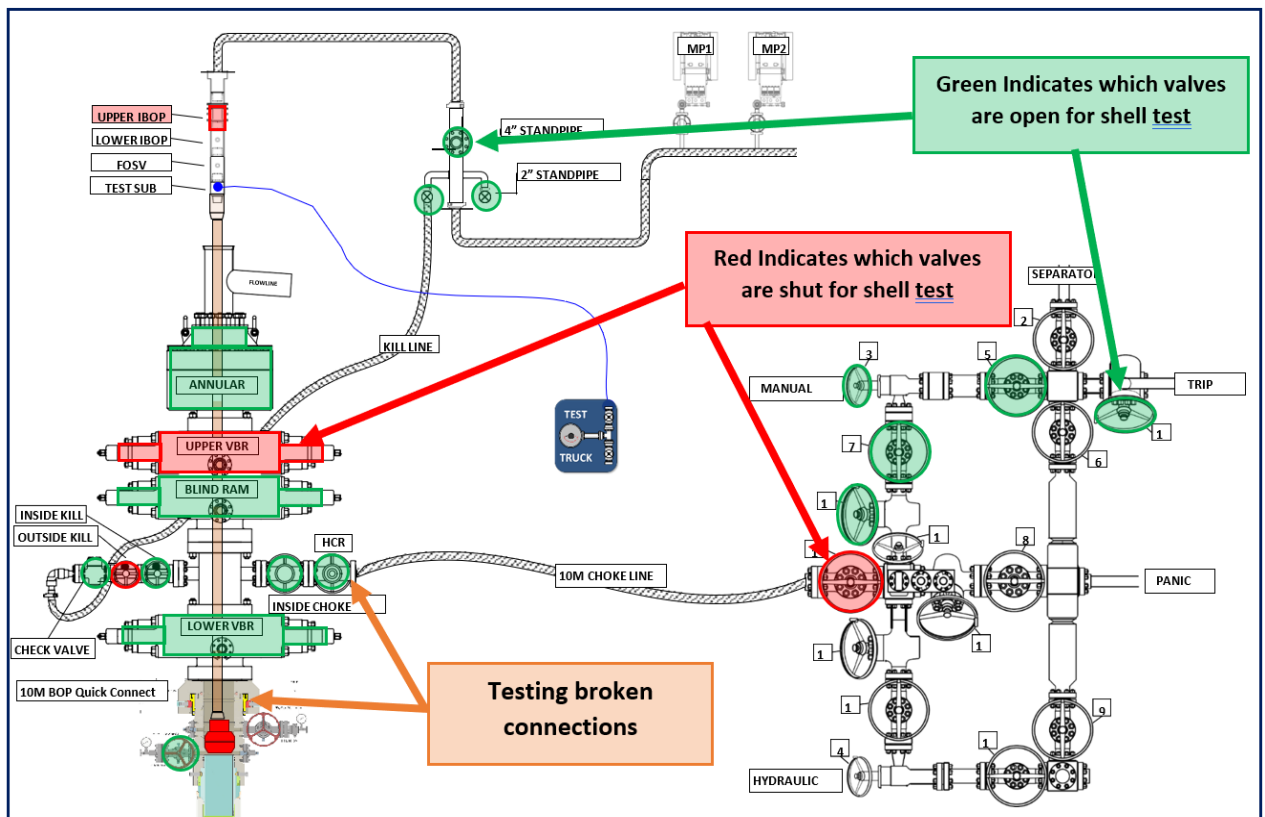 MP1
MP2
Green Indicates which valves
are open for shell test
UPPER IBOP
LOWER IBOP
FOSV
TEST SUB
4” STANDPIPE
2” STANDPIPE
Red Indicates which valves
are shut for shell test
FLOWLINE
SEPARATOR
2
KILL LINE
3
5
MANUAL
TRIP
ANNULAR
TEST
TRUCK
1
6
UPPER VBR
7
BLIND RAM
1
INSIDE KILL
OUTSIDE KILL
HCR
1
8
10M CHOKE LINE
PANIC
INSIDE CHOKE
LOWER VBR
CHECK VALVE
1
1
10M BOP Quick Connect
Testing broken
connections
1
1
9
4
HYDRAULIC